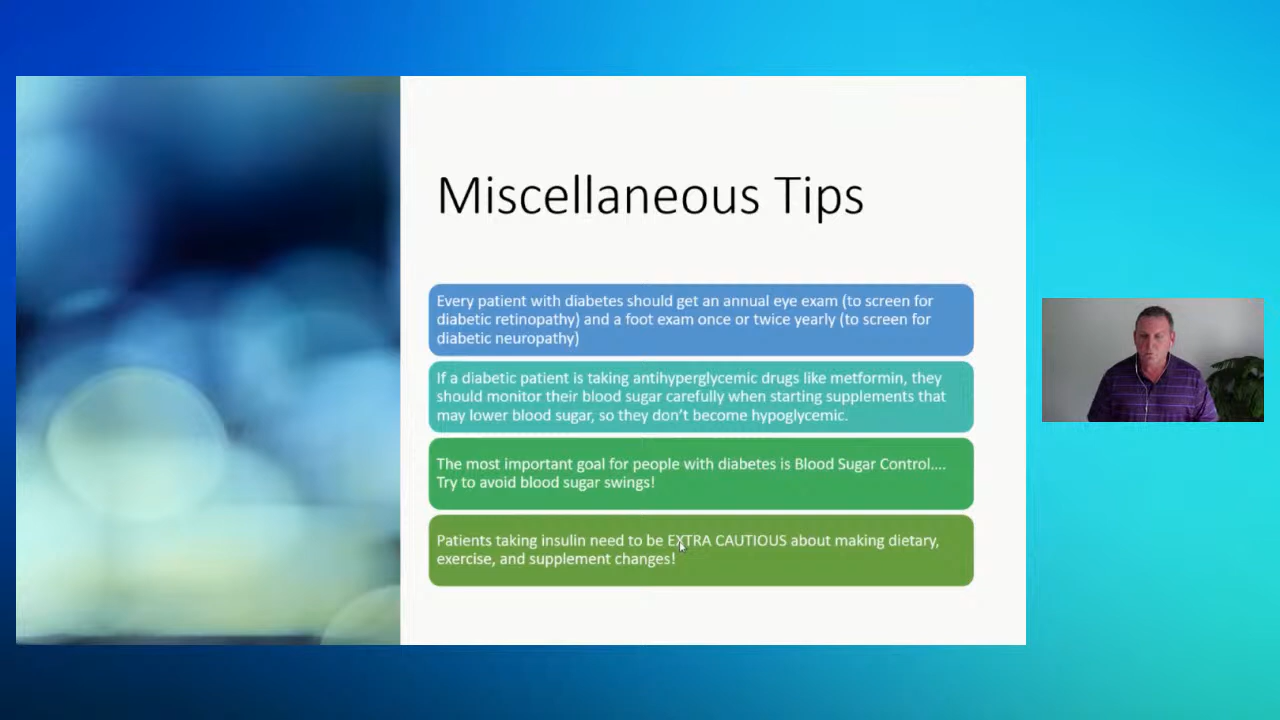 Miscellaneous Tips
Every patient with diabetes should get an annual eye exam (to screen for
diabetic retinopathy) and a foot exam once or twice yearly (to screen for
diabetic neuropathy)
If a diabetic patient is taking antihyperglycemic drugs like metformin, they
should monitor their blood sugar carefully when starting supplements that
may lower blood sugar, so they don’t become hypoglycemic.
The most important goal for people with diabetes is Blood Sugar Control....
Try to avoid blood sugar swings!
Patients taking insulin need to be EXTRA CAUTIOUS about making dietary,
exercise, and supplement changes!